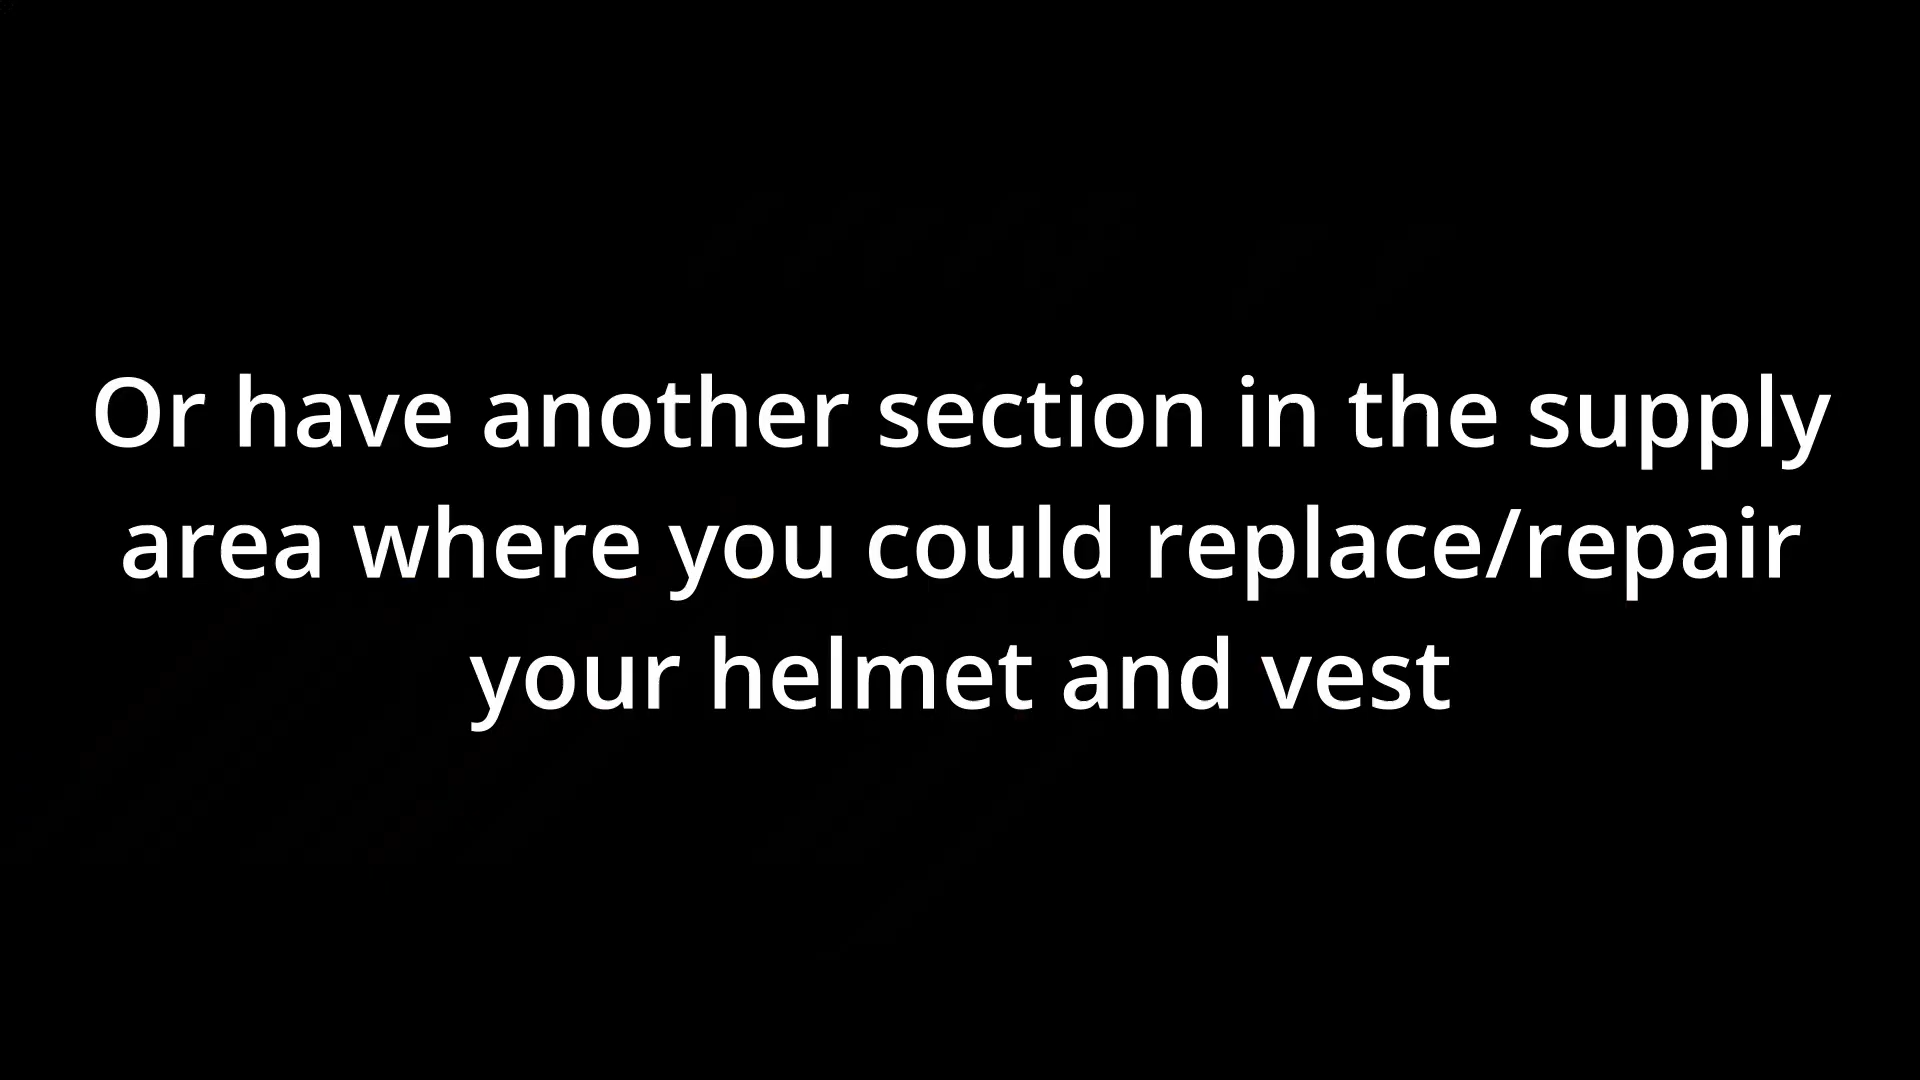 Or have another section in the supply
area where you could replace/repair
your helmet and vest